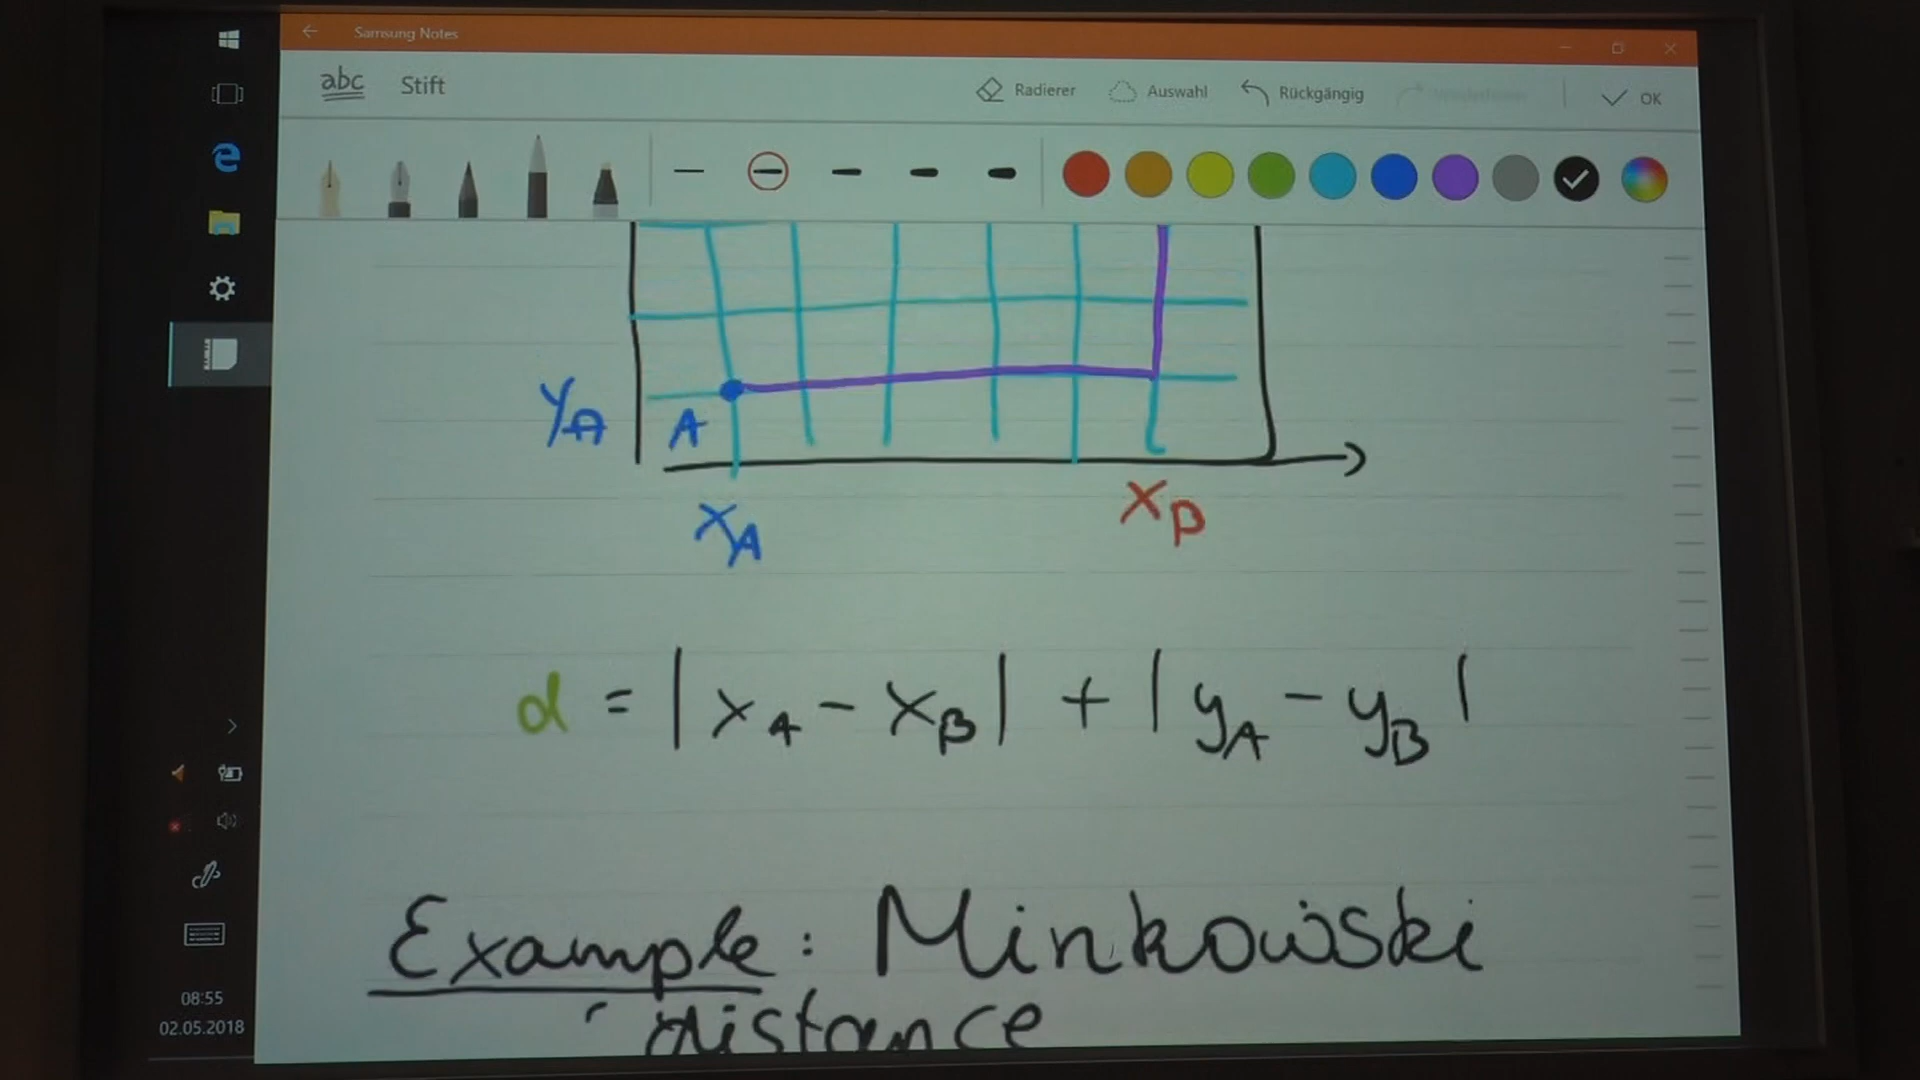 Samsung Notes
abc Stift Radierer Auswahl Rückgängig OK
YA A
xA xB
d = | xA - xB | + | yA - yB |
Example: Minkowski
distance
08:55
02.05.2018